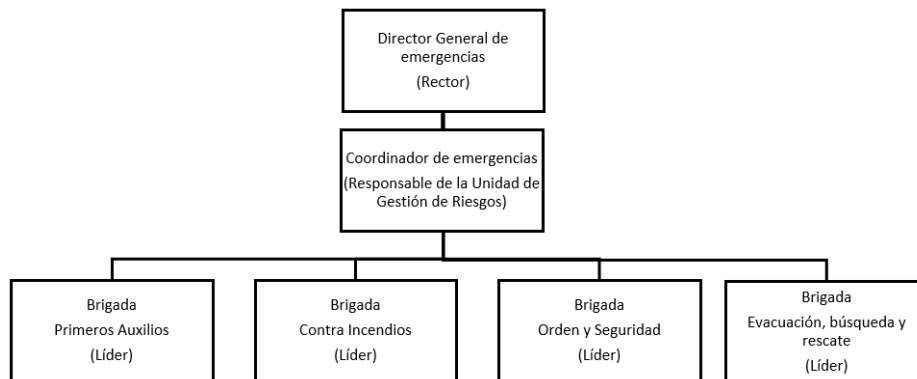 Director General de
emergencias
(Rector)
Coordinador de emergencias
(Responsable de la Unidad de
Gestión de Riesgos)
Brigada
Primeros Auxilios
(Líder)
Brigada
Contra Incendios
(Líder)
Brigada
Orden y Seguridad
(Líder)
Brigada
Evacuación, búsqueda y
rescate
(Líder)